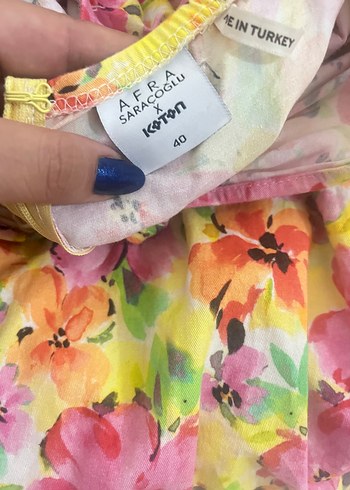 E IN TURKEY
AFRA
SARAÇOĞLU
X
KOTON
40